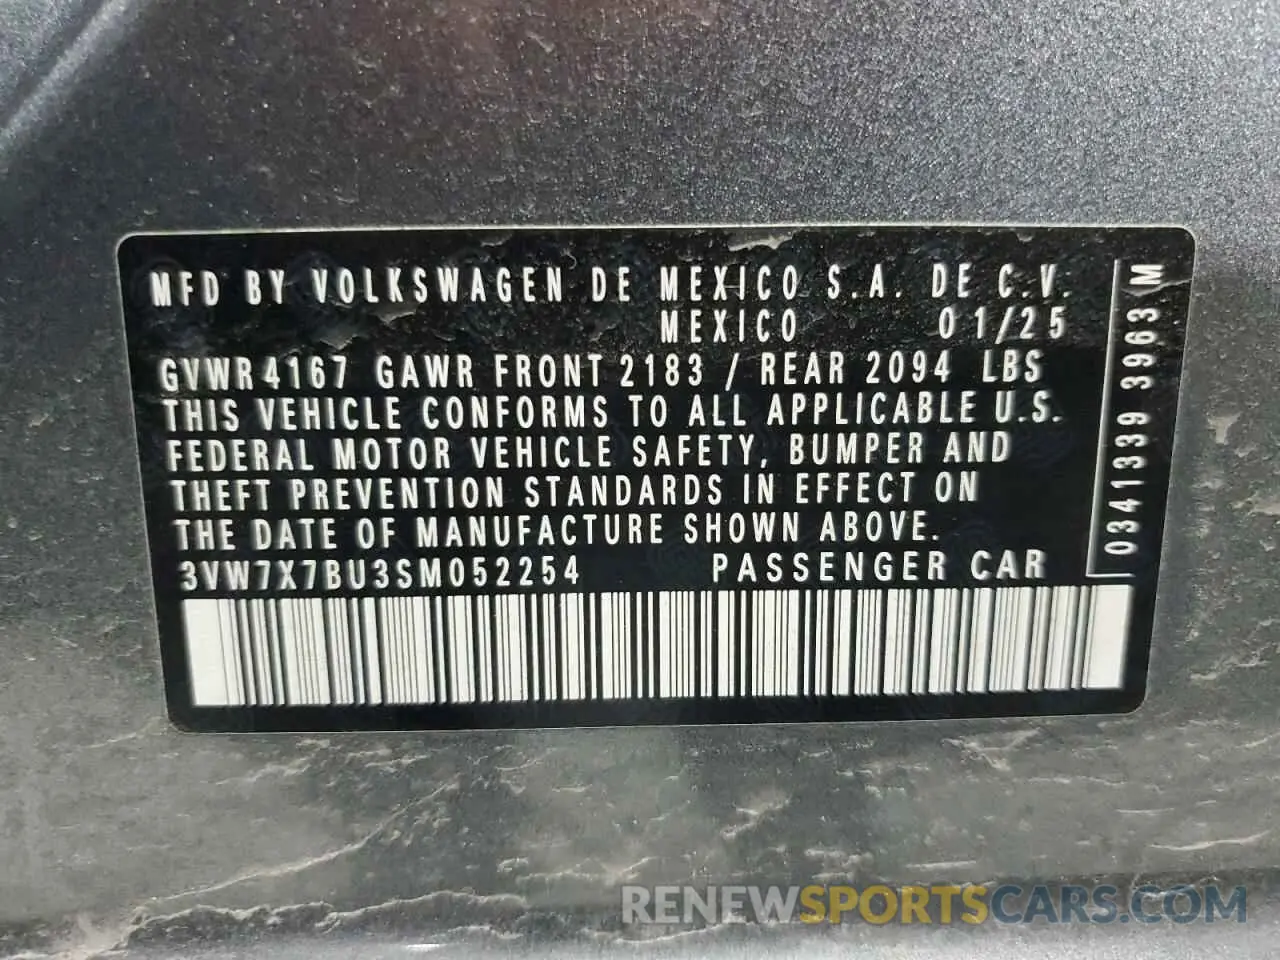 MFD BY VOLKSWAGEN DE MEXICO S.A. DE C.V.
MEXICO 01/25
GVWR 4167 GAWR FRONT 2183 / REAR 2094 LBS
THIS VEHICLE CONFORMS TO ALL APPLICABLE U.S.
FEDERAL MOTOR VEHICLE SAFETY, BUMPER AND
THEFT PREVENTION STANDARDS IN EFFECT ON
THE DATE OF MANUFACTURE SHOWN ABOVE.
3VW7X7BU3SM052254 PASSENGER CAR
0341339 3963 M
RENEWSPORTSCARS.COM